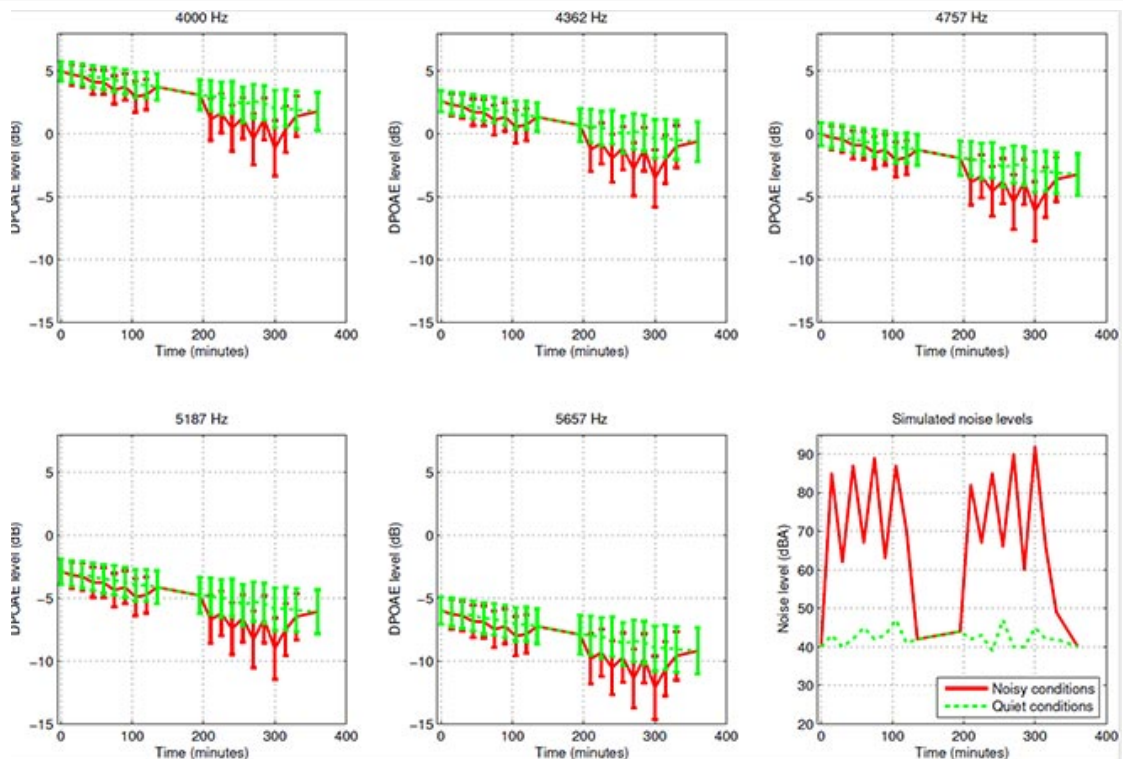 4000 Hz
5
0
−5
−10
−15
DPOAE level (dB)
0 100 200 300 400
Time (minutes)
4362 Hz
5
0
−5
−10
−15
DPOAE level (dB)
0 100 200 300 400
Time (minutes)
4757 Hz
5
0
−5
−10
−15
DPOAE level (dB)
0 100 200 300 400
Time (minutes)
5187 Hz
5
0
−5
−10
−15
DPOAE level (dB)
0 100 200 300 400
Time (minutes)
5657 Hz
5
0
−5
−10
−15
DPOAE level (dB)
0 100 200 300 400
Time (minutes)
Simulated noise levels
90
80
70
60
50
40
30
20
Noise level (dBA)
Noisy conditions
Quiet conditions
0 100 200 300 400
Time (minutes)